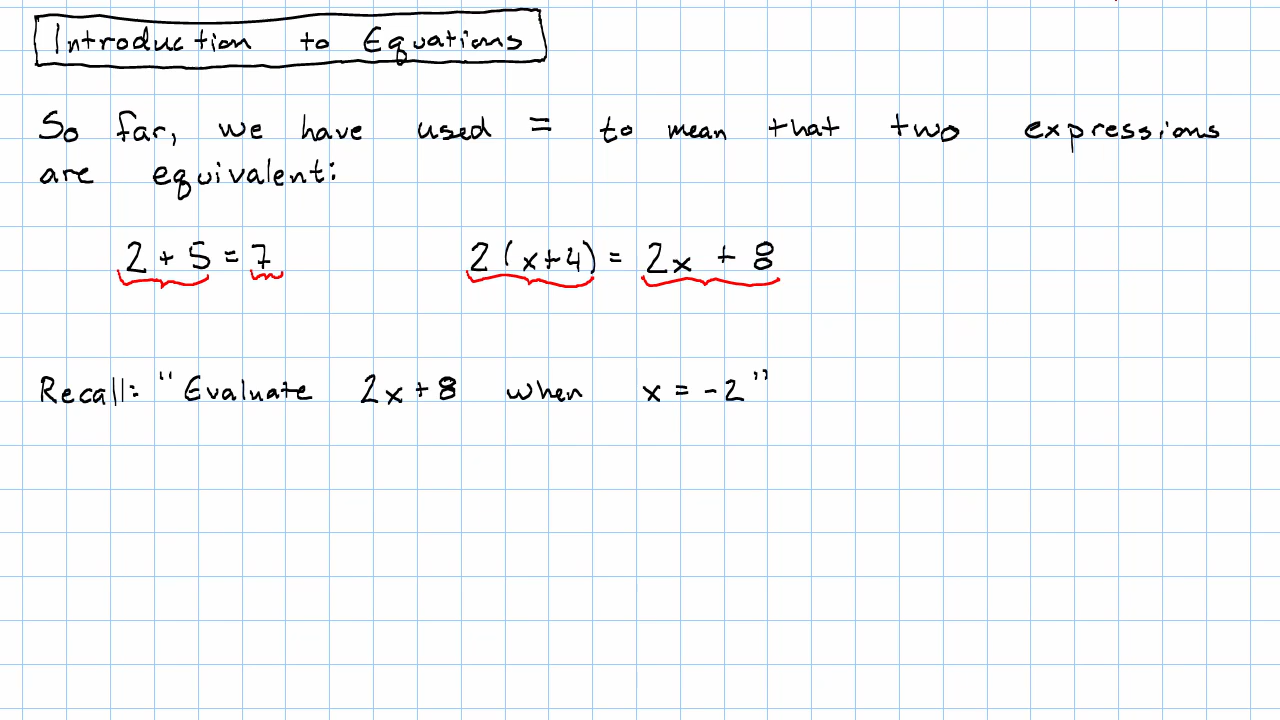 Introduction to Equations
So far, we have used = to mean that two expressions
are equivalent:
2 + 5 = 7 2(x+4) = 2x + 8
Recall: "Evaluate 2x+8 when x = -2"